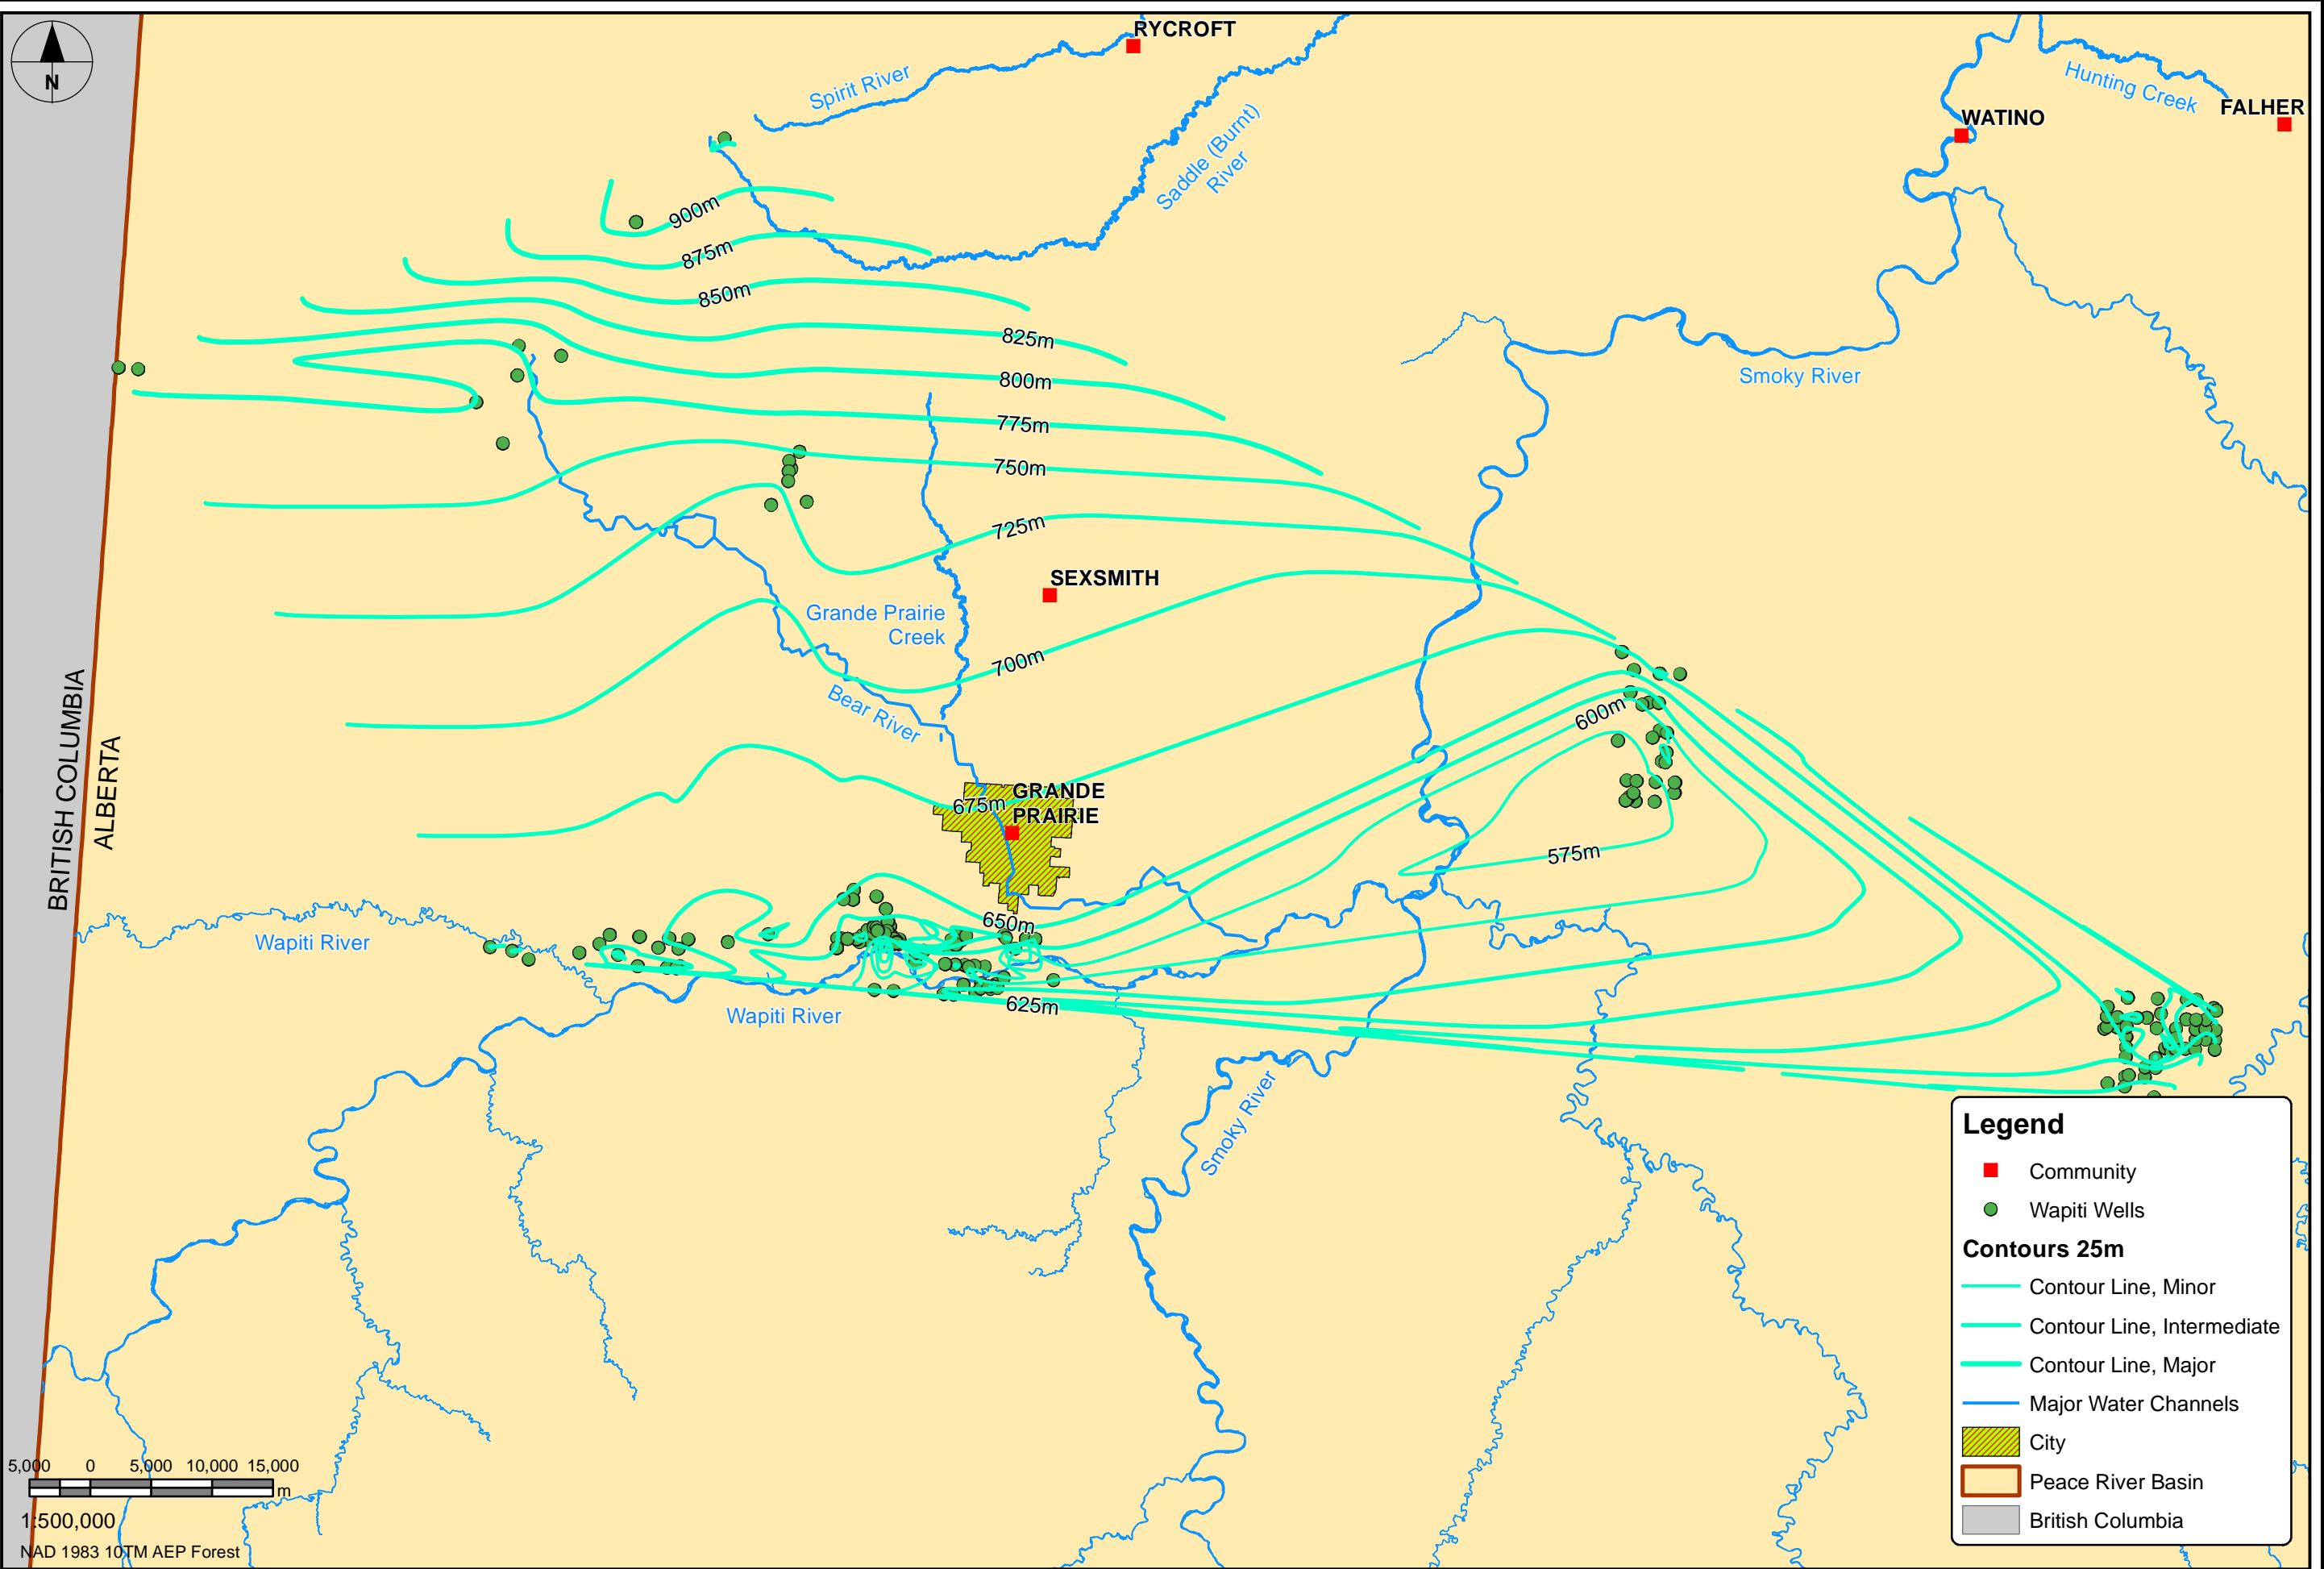 N
RYCROFT
Spirit River
Saddle (Burnt)
River
Hunting Creek
FALHER
WATINO
900m
875m
850m
825m
800m
775m
750m
725m
Smoky River
SEXSMITH
Grande Prairie
Creek
700m
Bear River
600m
BRITISH COLUMBIA
ALBERTA
675m
GRANDE
PRAIRIE
575m
650m
Wapiti River
625m
Wapiti River
Smoky River
Legend
Community
Wapiti Wells
Contours 25m
Contour Line, Minor
Contour Line, Intermediate
Contour Line, Major
Major Water Channels
City
Peace River Basin
British Columbia
5,000 0 5,000 10,000 15,000
m
1:500,000
NAD 1983 10TM AEP Forest